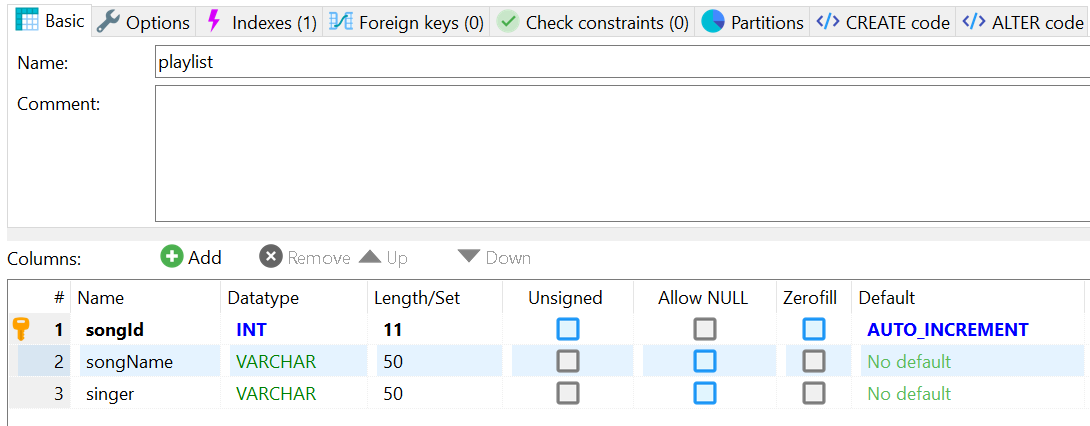 Basic Options Indexes (1) Foreign keys (0) Check constraints (0) Partitions CREATE code ALTER code
Name: playlist
Comment:
Columns: Add Remove Up Down
# Name Datatype Length/Set Unsigned Allow NULL Zerofill Default
1 songId INT 11 AUTO_INCREMENT
2 songName VARCHAR 50 No default
3 singer VARCHAR 50 No default